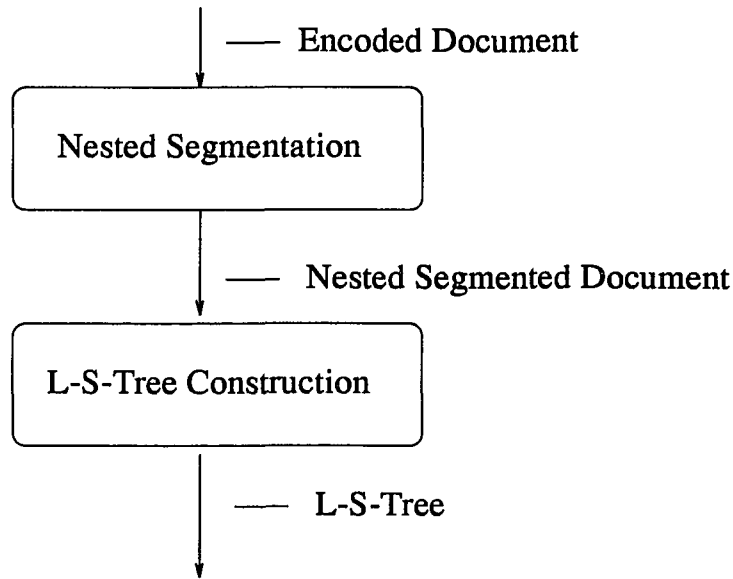 Encoded Document
Nested Segmentation
Nested Segmented Document
L-S-Tree Construction
L-S-Tree